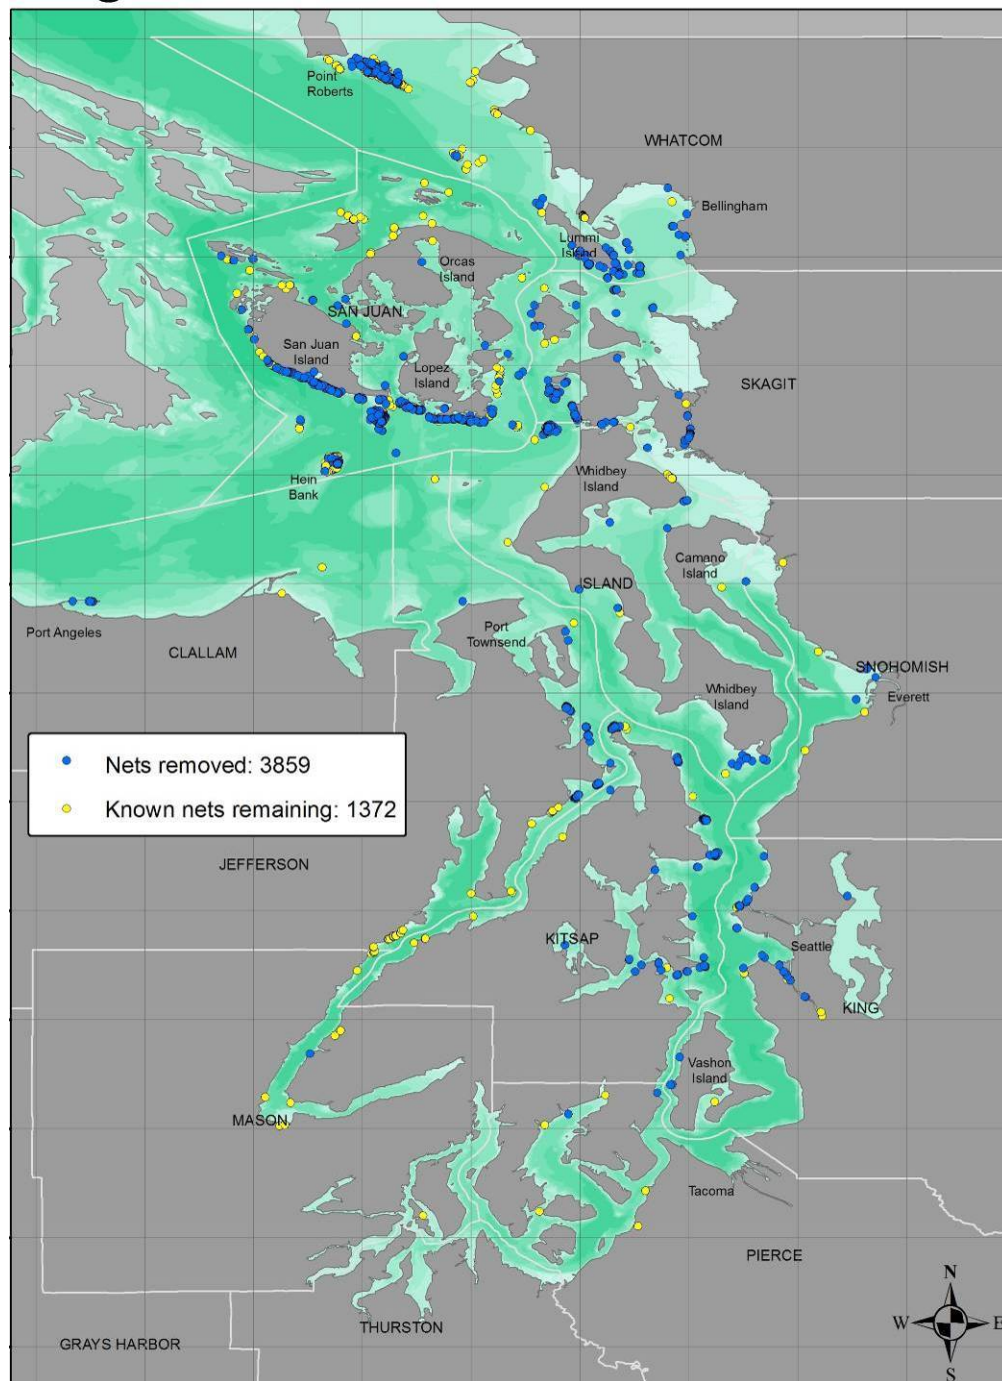 Point
Roberts
WHATCOM
Bellingham
Lummi
Island
Orcas
Island
SAN JUAN
San Juan
Island
Lopez
Island
SKAGIT
Hein
Bank
Whidbey
Island
Camano
Island
ISLAND
Port Angeles
Port
Townsend
CLALLAM
SNOHOMISH
Everett
Whidbey
Island
Nets removed: 3859
Known nets remaining: 1372
JEFFERSON
KITSAP
Seattle
KING
Vashon
Island
MASON
Tacoma
PIERCE
THURSTON
GRAYS HARBOR
N
W
E
S